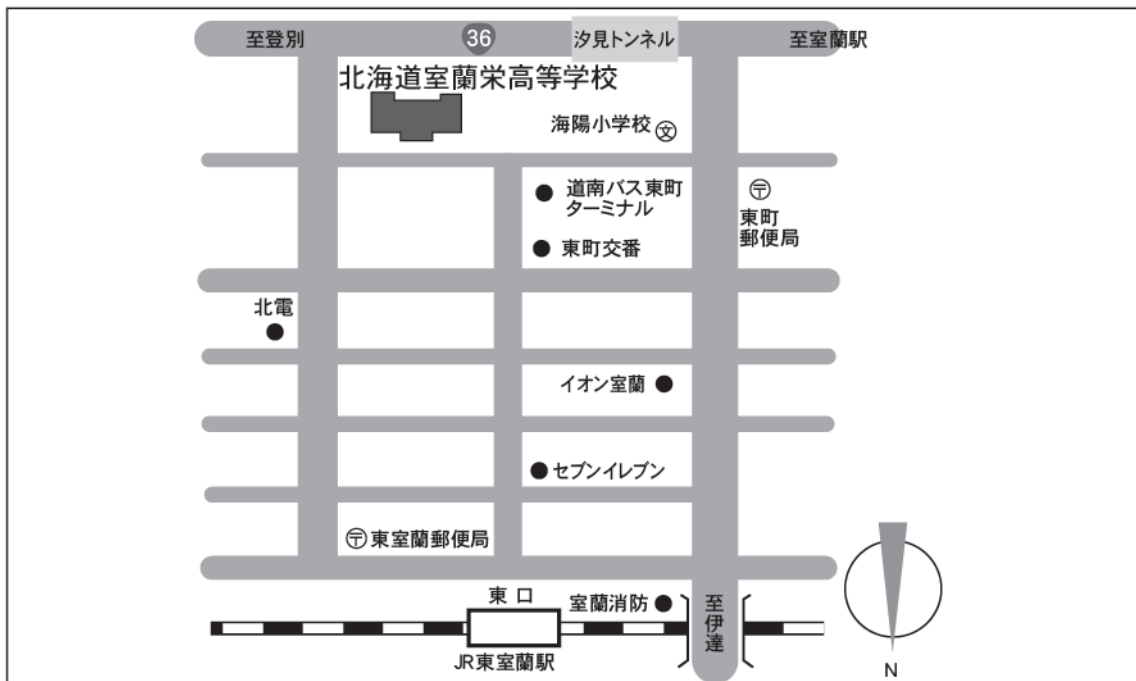 至登別
36
汐見トンネル
至室蘭駅
北海道室蘭栄高等学校
海陽小学校 文
道南バス東町
ターミナル
〒
東町
郵便局
東町交番
北電
イオン室蘭
セブンイレブン
〒東室蘭郵便局
東口
室蘭消防
至伊達
JR東室蘭駅
N